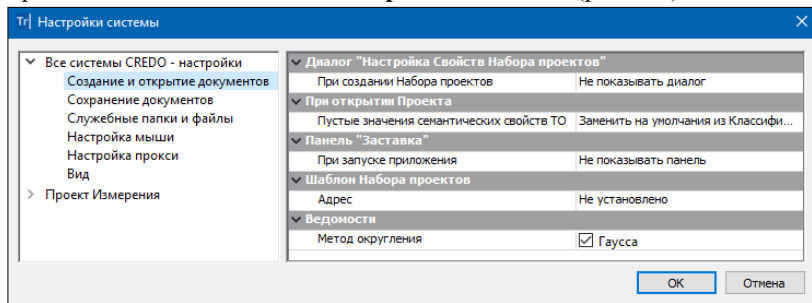 Tr Настройки системы
Все системы CREDO - настройки
Создание и открытие документов
Сохранение документов
Служебные папки и файлы
Настройка мыши
Настройка прокси
Вид
Проект Измерения
Диалог "Настройка Свойств Набора проектов"
При создании Набора проектов Не показывать диалог
При открытии Проекта
Пустые значения семантических свойств ТО Заменить на умолчания из Классифи...
Панель "Заставка"
При запуске приложения Не показывать панель
Шаблон Набора проектов
Адрес Не установлено
Ведомости
Метод округления Гаусса
OK Отмена